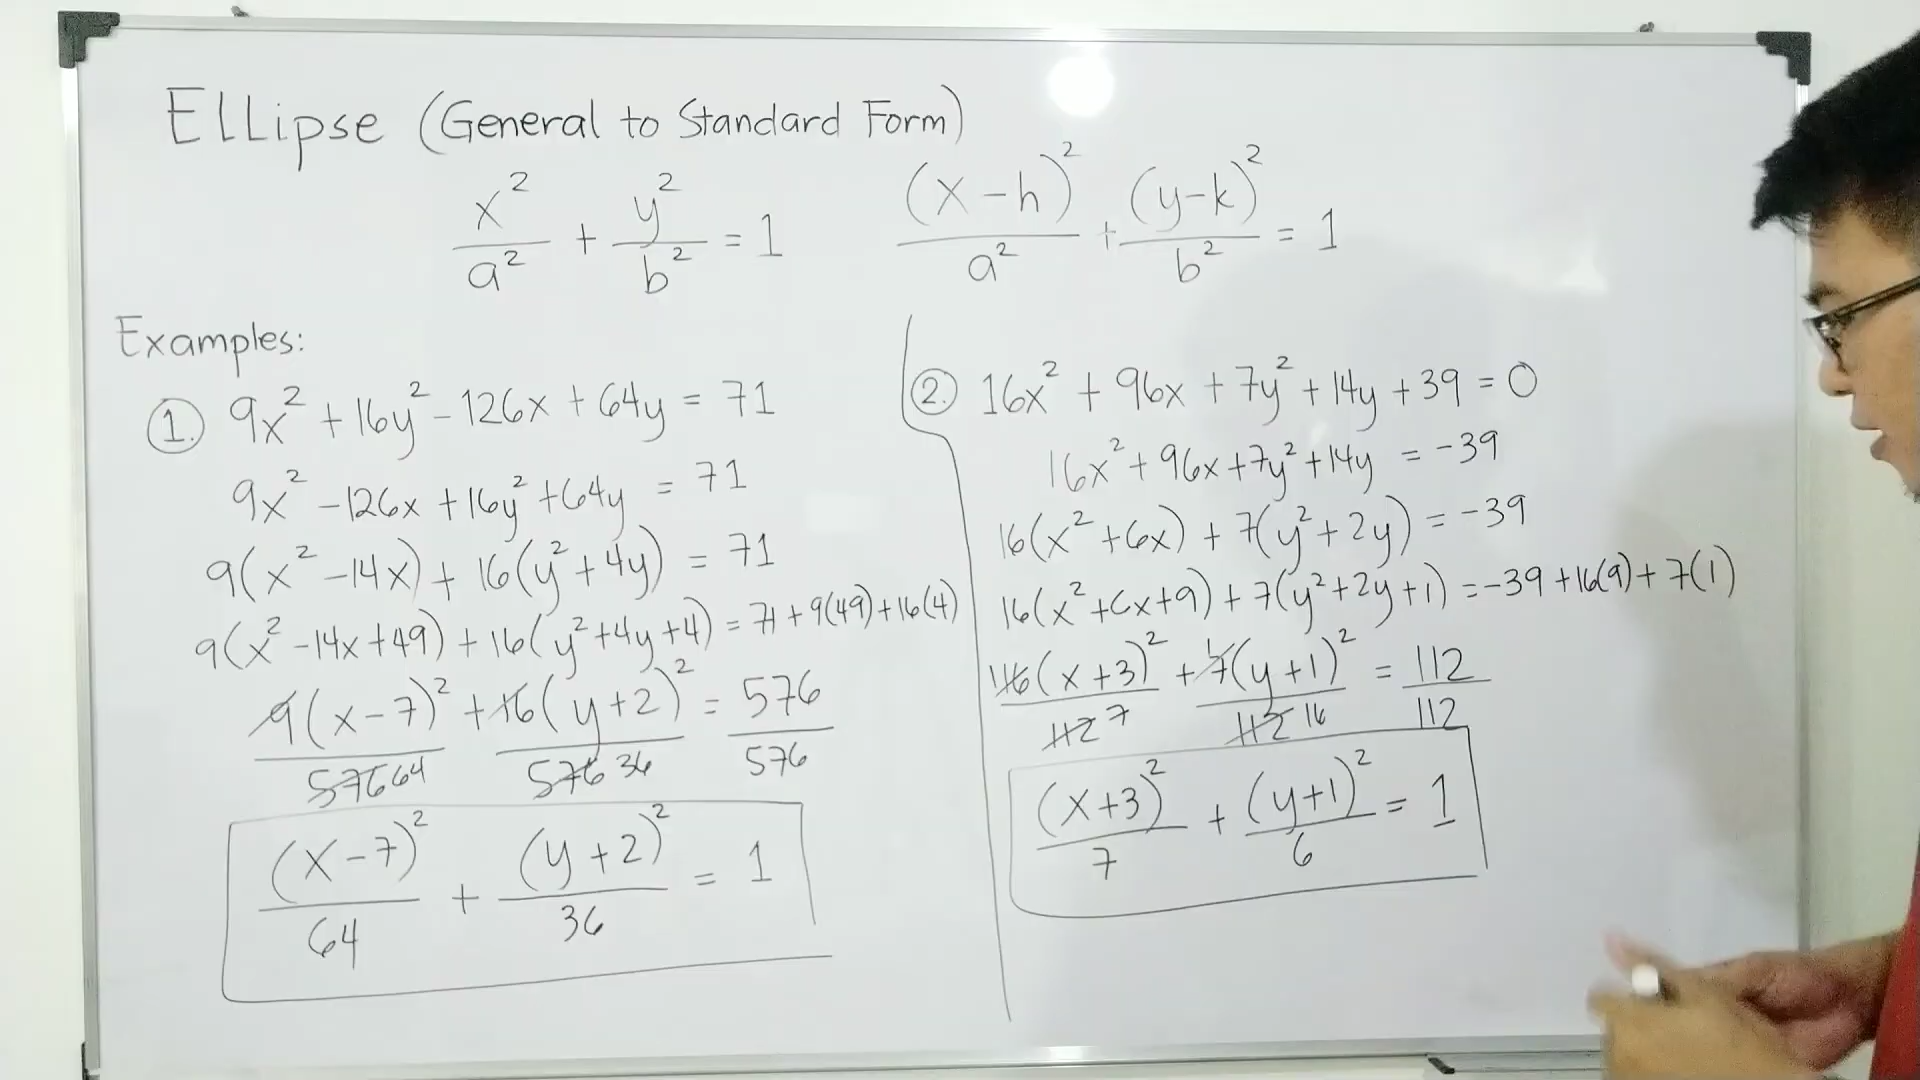 Ellipse (General to Standard Form)
x²/a² + y²/b² = 1
(x-h)²/a² + (y-k)²/b² = 1
Examples:
1. 9x² + 16y² - 126x + 64y = 71
9x² - 126x + 16y² + 64y = 71
9(x² - 14x) + 16(y² + 4y) = 71
9(x² - 14x + 49) + 16(y² + 4y + 4) = 71 + 9(49) + 16(4)
9(x-7)²/576 64 + 16(y+2)²/576 36 = 576/576
(x-7)²/64 + (y+2)²/36 = 1
2. 16x² + 96x + 7y² + 14y + 39 = 0
16x² + 96x + 7y² + 14y = -39
16(x² + 6x) + 7(y² + 2y) = -39
16(x² + 6x + 9) + 7(y² + 2y + 1) = -39 + 16(9) + 7(1)
16(x+3)²/112 7 + 7(y+1)²/112 16 = 112/112
(x+3)²/7 + (y+1)²/6 = 1